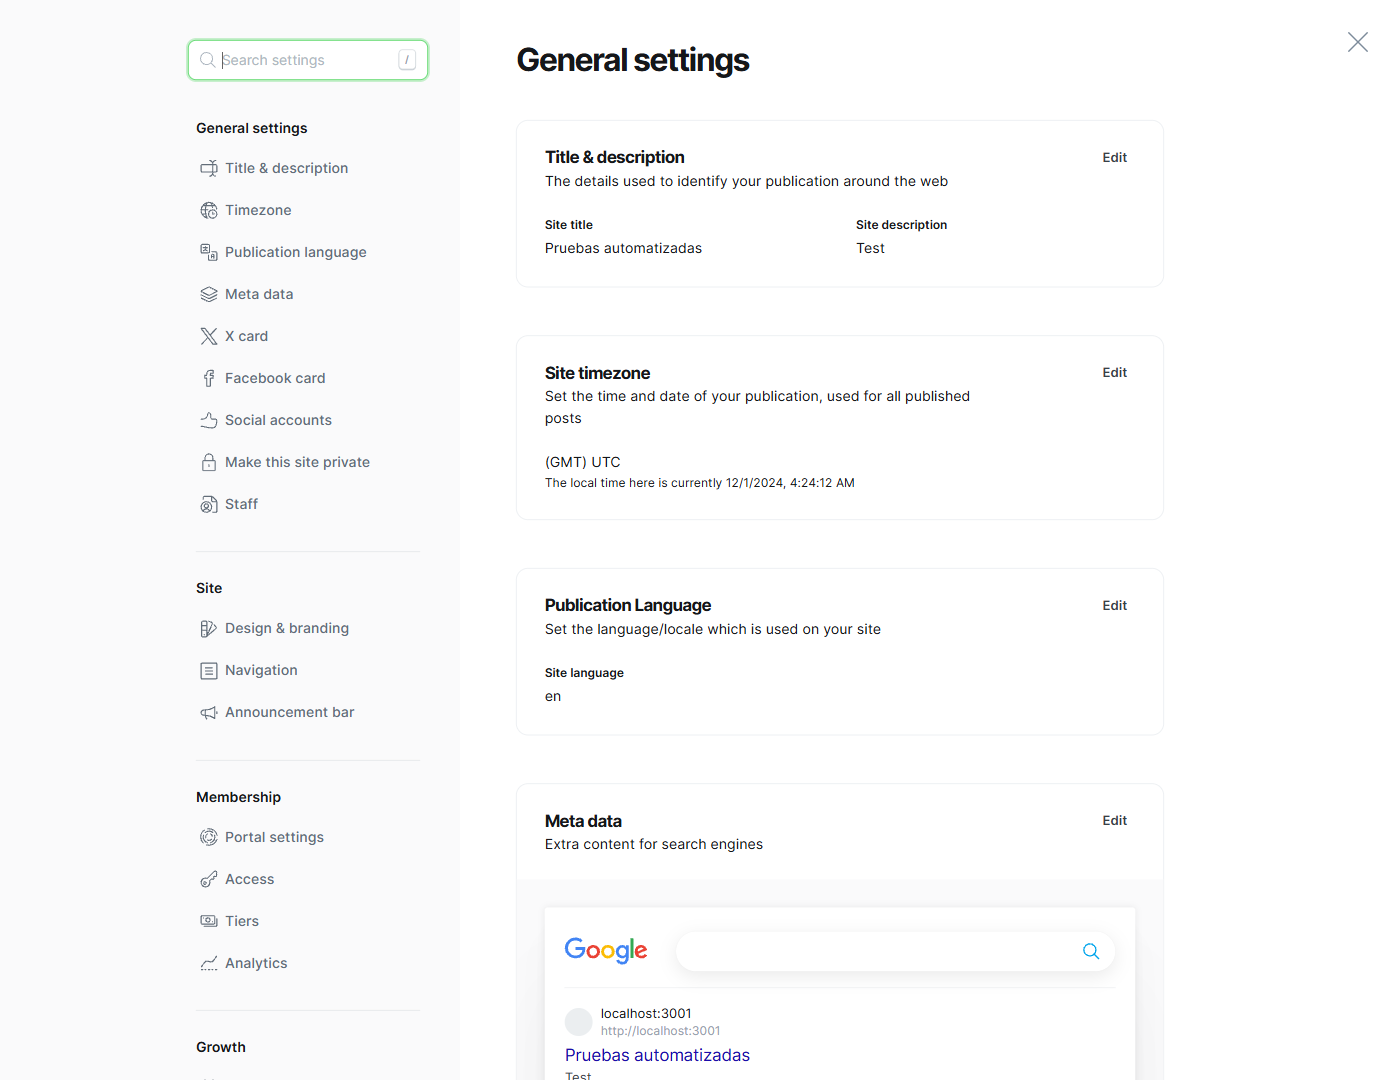 Search settings /
General settings
Title & description
Timezone
Publication language
Meta data
X card
Facebook card
Social accounts
Make this site private
Staff
Site
Design & branding
Navigation
Announcement bar
Membership
Portal settings
Access
Tiers
Analytics
Growth
General settings
Title & description
Edit
The details used to identify your publication around the web
Site title
Pruebas automatizadas
Site description
Test
Site timezone
Edit
Set the time and date of your publication, used for all published
posts
(GMT) UTC
The local time here is currently 12/1/2024, 4:24:12 AM
Publication Language
Edit
Set the language/locale which is used on your site
Site language
en
Meta data
Edit
Extra content for search engines
Google
localhost:3001
http://localhost:3001
Pruebas automatizadas
Test